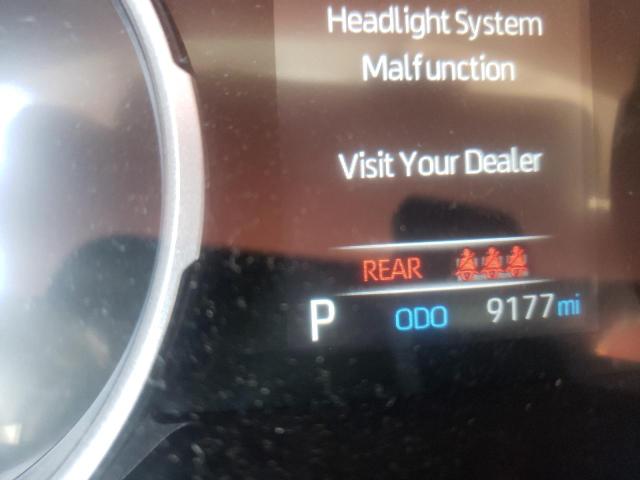 Headlight System
Malfunction
Visit Your Dealer
REAR
P ODO 9177 mi